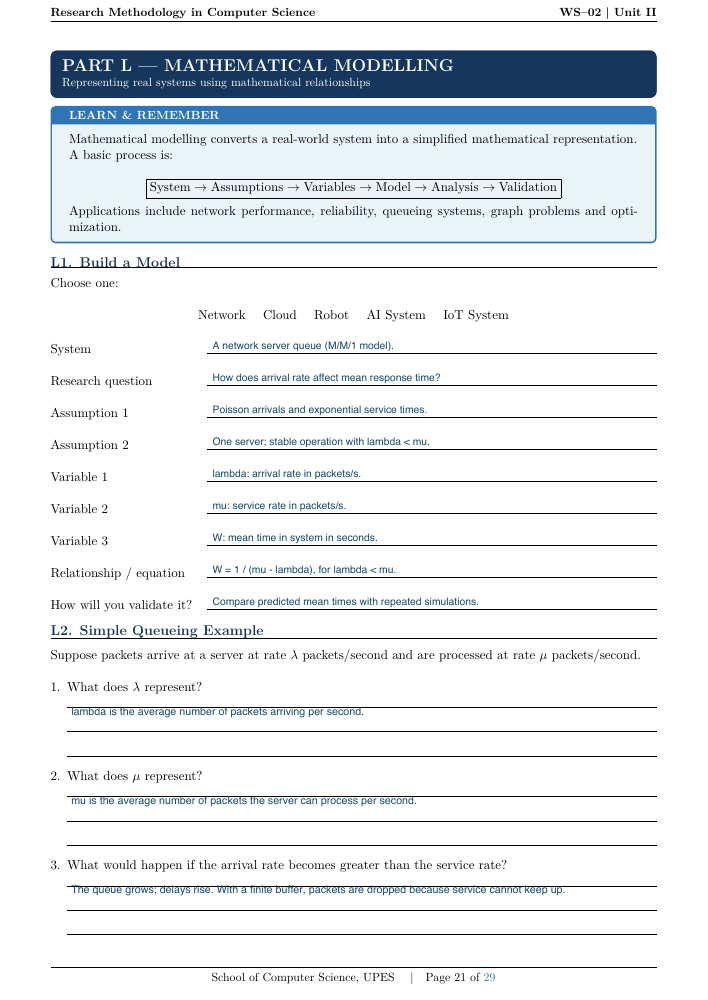 Research Methodology in Computer Science WS–02 | Unit II
PART L — MATHEMATICAL MODELLING
Representing real systems using mathematical relationships
LEARN & REMEMBER
Mathematical modelling converts a real-world system into a simplified mathematical representation.
A basic process is:
System → Assumptions → Variables → Model → Analysis → Validation
Applications include network performance, reliability, queueing systems, graph problems and opti-
mization.
L1. Build a Model
Choose one:
Network Cloud Robot AI System IoT System
System A network server queue (M/M/1 model).
Research question How does arrival rate affect mean response time?
Assumption 1 Poisson arrivals and exponential service times.
Assumption 2 One server; stable operation with lambda < mu.
Variable 1 lambda: arrival rate in packets/s.
Variable 2 mu: service rate in packets/s.
Variable 3 W: mean time in system in seconds.
Relationship / equation W = 1 / (mu - lambda), for lambda < mu.
How will you validate it? Compare predicted mean times with repeated simulations.
L2. Simple Queueing Example
Suppose packets arrive at a server at rate λ packets/second and are processed at rate μ packets/second.
1. What does λ represent?
lambda is the average number of packets arriving per second.
2. What does μ represent?
mu is the average number of packets the server can process per second.
3. What would happen if the arrival rate becomes greater than the service rate?
The queue grows; delays rise. With a finite buffer, packets are dropped because service cannot keep up.
School of Computer Science, UPES | Page 21 of 29